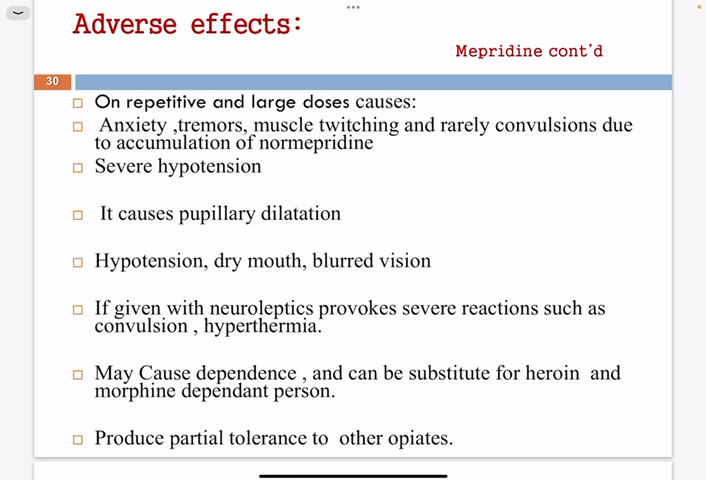 Adverse effects:
Mepridine cont'd
30
On repetitive and large doses causes:
Anxiety ,tremors, muscle twitching and rarely convulsions due
to accumulation of normepridine
Severe hypotension
It causes pupillary dilatation
Hypotension, dry mouth, blurred vision
If given with neuroleptics provokes severe reactions such as
convulsion , hyperthermia.
May Cause dependence , and can be substitute for heroin and
morphine dependant person.
Produce partial tolerance to other opiates.